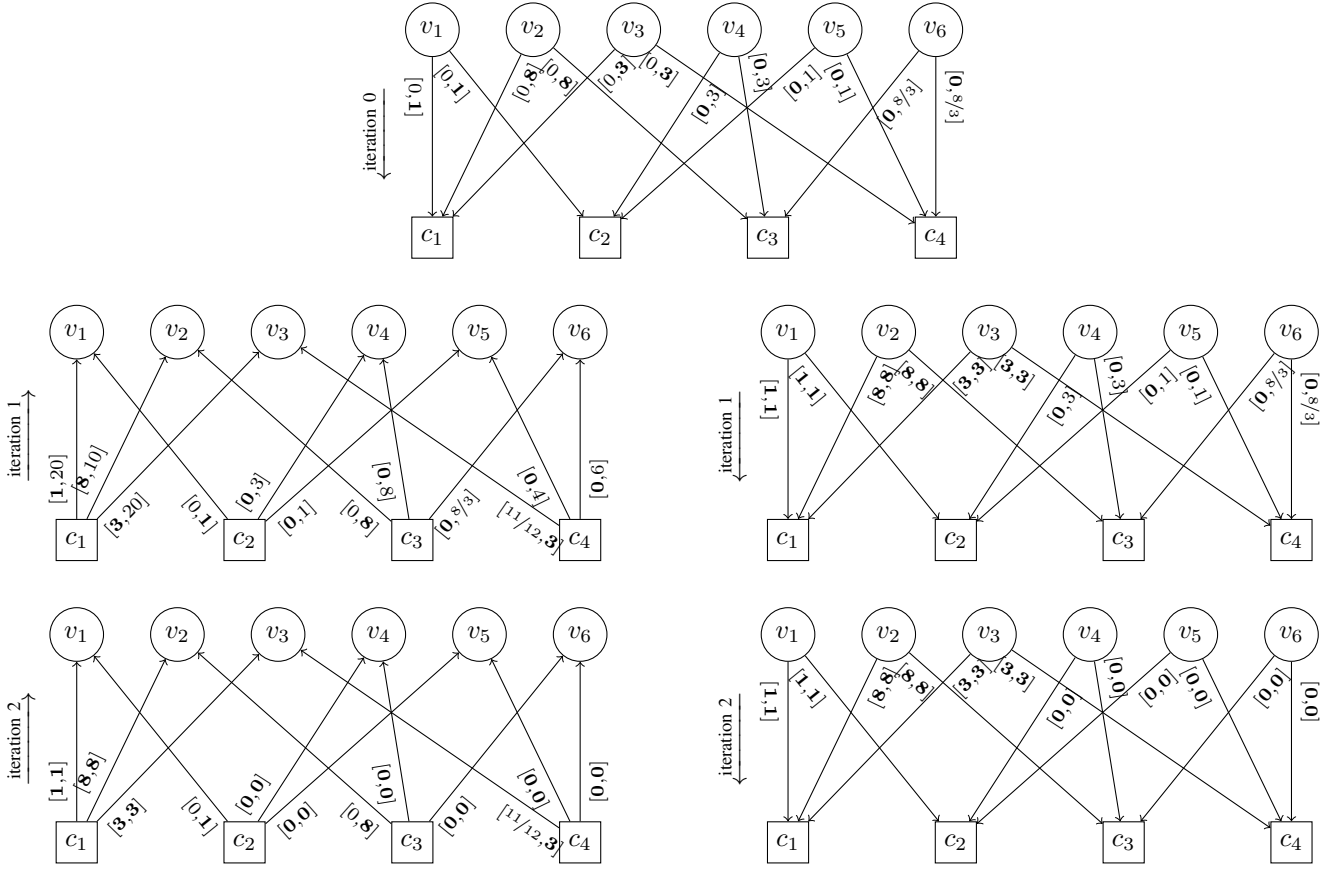 v1 v2 v3 v4 v5 v6
[0,1] [0,1] [0,8] [0,8] [0,3] [0,3] [0,3] [0,3] [0,1] [0,1] [0,8/3] [0,8/3]
iteration 0
c1 c2 c3 c4
v1 v2 v3 v4 v5 v6
iteration 1
[1,20] [8,10] [3,20] [0,1] [0,3] [0,1] [0,8] [0,8] [0,8/3] [11/12,3] [0,4] [0,6]
c1 c2 c3 c4
v1 v2 v3 v4 v5 v6
[1,1] [1,1] [8,8] [8,8] [3,3] [3,3] [0,3] [0,3] [0,1] [0,1] [0,8/3] [0,8/3]
iteration 1
c1 c2 c3 c4
v1 v2 v3 v4 v5 v6
iteration 2
[1,1] [8,8] [3,3] [0,1] [0,0] [0,0] [0,8] [0,0] [0,0] [11/12,3] [0,0] [0,0]
c1 c2 c3 c4
v1 v2 v3 v4 v5 v6
[1,1] [1,1] [8,8] [8,8] [3,3] [3,3] [0,0] [0,0] [0,0] [0,0] [0,0] [0,0]
iteration 2
c1 c2 c3 c4